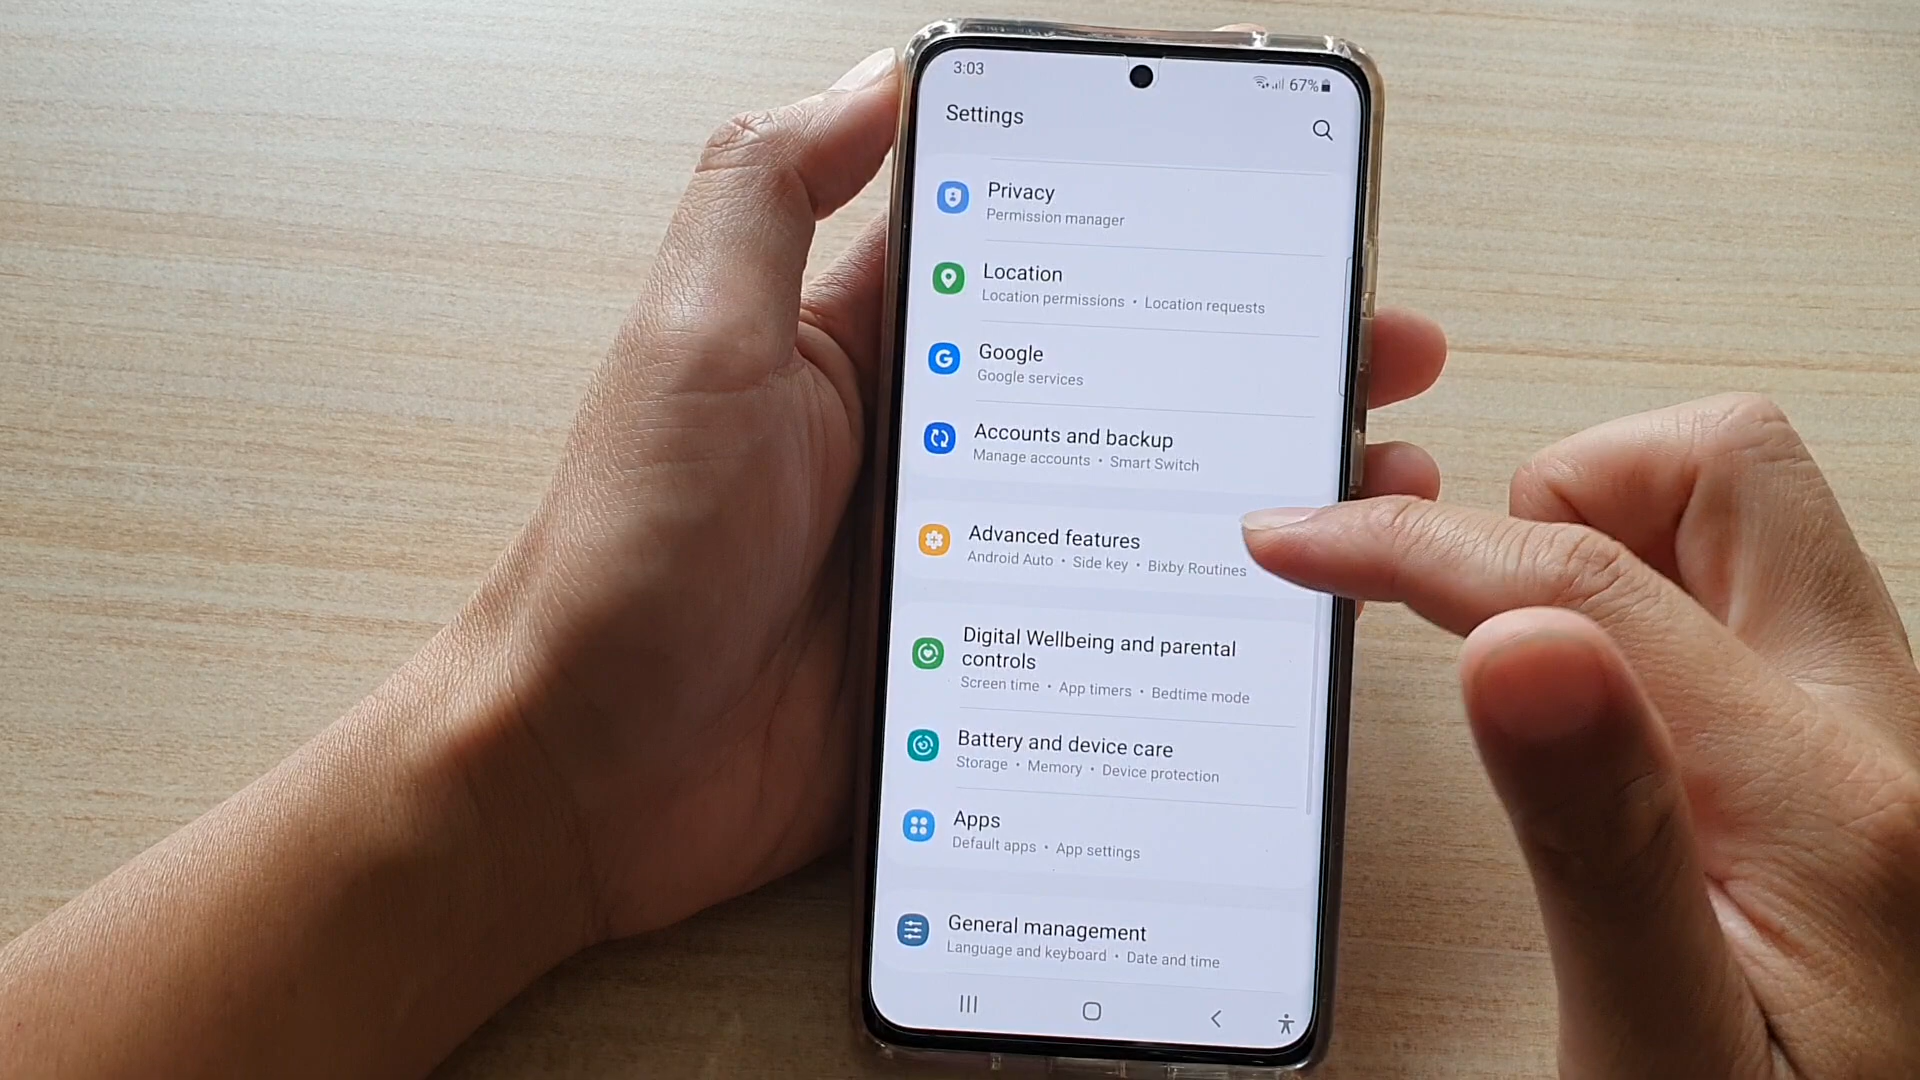 3:03
67%
Settings
Privacy
Permission manager
Location
Location permissions • Location requests
Google
Google services
Accounts and backup
Manage accounts • Smart Switch
Advanced features
Android Auto • Side key • Bixby Routines
Digital Wellbeing and parental
controls
Screen time • App timers • Bedtime mode
Battery and device care
Storage • Memory • Device protection
Apps
Default apps • App settings
General management
Language and keyboard • Date and time